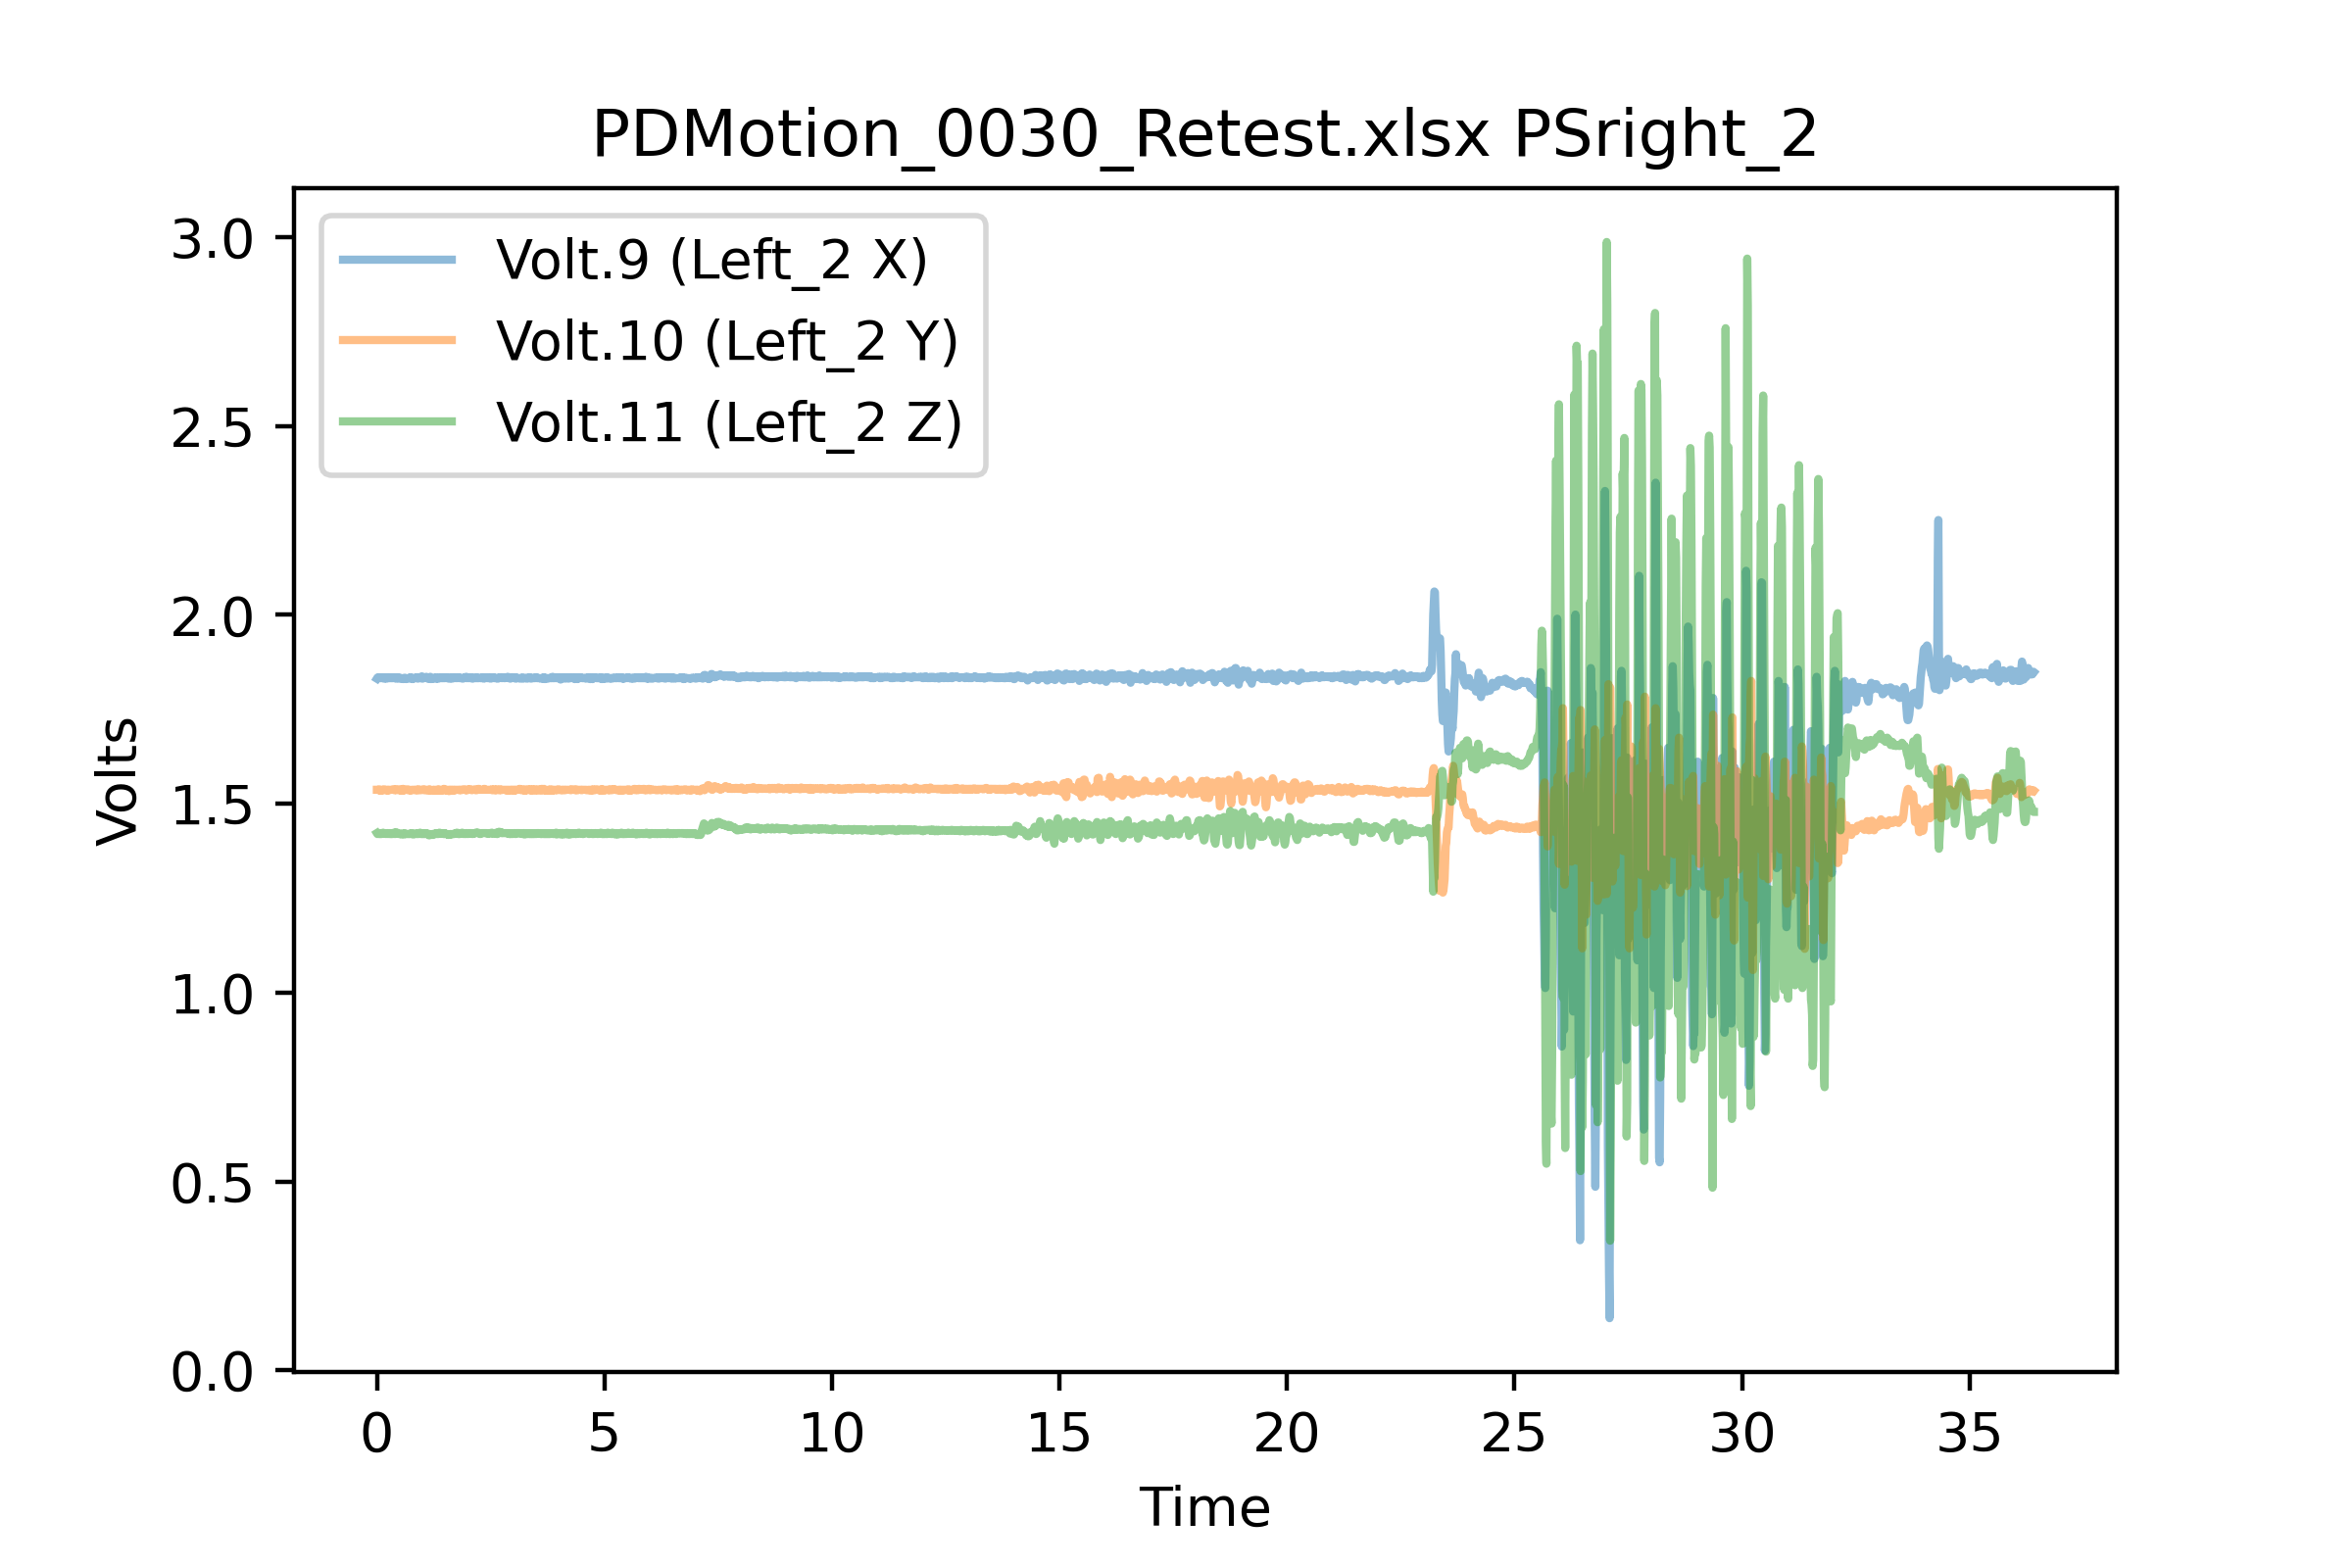 PDMotion_0030_Retest.xlsx PSright_2
Volt.9 (Left_2 X)
Volt.10 (Left_2 Y)
Volt.11 (Left_2 Z)
Volts
3.0
2.5
2.0
1.5
1.0
0.5
0.0
0 5 10 15 20 25 30 35
Time